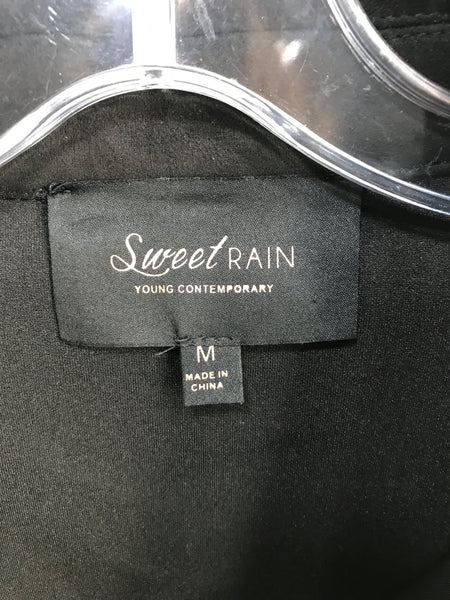 Sweet RAIN
YOUNG CONTEMPORARY
M
MADE IN
CHINA